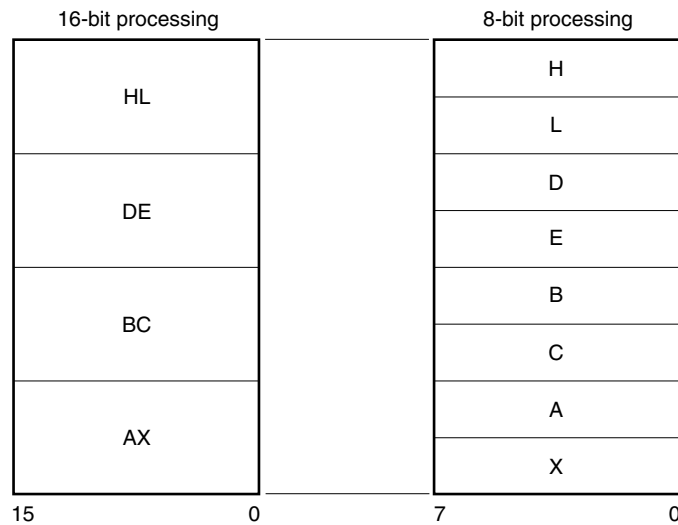 16-bit processing
8-bit processing
HL
H
L
DE
D
E
BC
B
C
AX
A
X
15 0 7 0